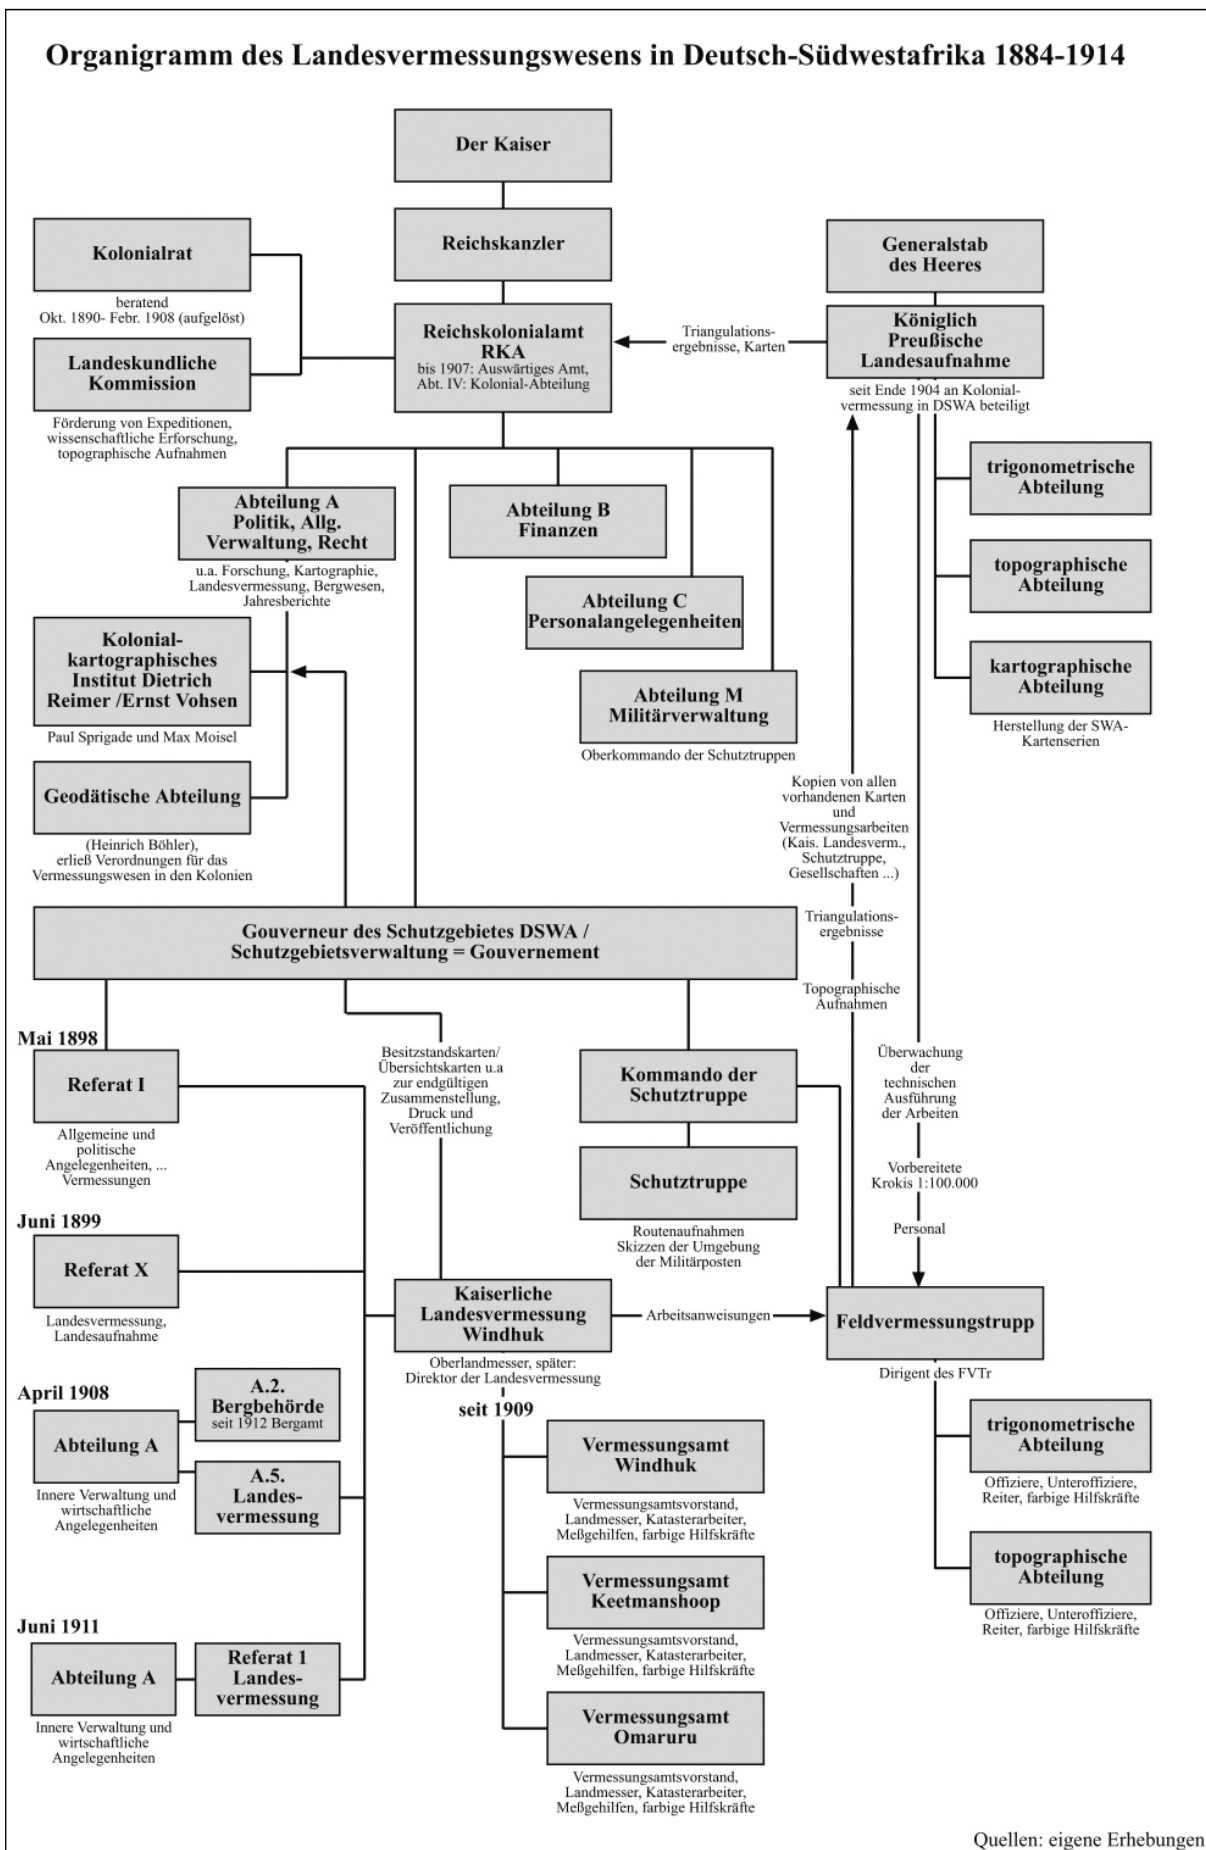 Organigramm des Landesvermessungswesens in Deutsch-Südwestafrika 1884-1914
Der Kaiser
Reichskanzler
Kolonialrat
beratend
Okt. 1890- Febr. 1908 (aufgelöst)
Landeskundliche
Kommission
Förderung von Expeditionen,
wissenschaftliche Erforschung,
topographische Aufnahmen
Reichskolonialamt
RKA
bis 1907: Auswärtiges Amt,
Abt. IV: Kolonial-Abteilung
Triangulations-
ergebnisse, Karten
Generalstab
des Heeres
Königlich
Preußische
Landesaufnahme
seit Ende 1904 an Kolonial-
vermessung in DSWA beteiligt
trigonometrische
Abteilung
topographische
Abteilung
kartographische
Abteilung
Herstellung der SWA-
Kartenserien
Abteilung A
Politik, Allg.
Verwaltung, Recht
u.a. Forschung, Kartographie,
Landesvermessung, Bergwesen,
Jahresberichte
Abteilung B
Finanzen
Abteilung C
Personalangelegenheiten
Abteilung M
Militärverwaltung
Oberkommando der Schutztruppen
Kolonial-
kartographisches
Institut Dietrich
Reimer /Ernst Vohsen
Paul Sprigade und Max Moisel
Geodätische Abteilung
(Heinrich Böhler),
erließ Verordnungen für das
Vermessungswesen in den Kolonien
Kopien von allen
vorhandenen Karten
und
Vermessungsarbeiten
(Kais. Landesverm.,
Schutztruppe,
Gesellschaften ...)
Triangulations-
ergebnisse
Topographische
Aufnahmen
Gouverneur des Schutzgebietes DSWA /
Schutzgebietsverwaltung = Gouvernement
Mai 1898
Referat I
Allgemeine und
politische
Angelegenheiten, ...
Vermessungen
Besitzstandskarten/
Übersichtskarten u.a
zur endgültigen
Zusammenstellung,
Druck und
Veröffentlichung
Kommando der
Schutztruppe
Schutztruppe
Routenaufnahmen
Skizzen der Umgebung
der Militärposten
Überwachung
der
technischen
Ausführung
der Arbeiten
Vorbereitete
Krokis 1:100.000
Personal
Juni 1899
Referat X
Landesvermessung,
Landesaufnahme
Kaiserliche
Landesvermessung
Windhuk
Oberlandmesser, später:
Direktor der Landesvermessung
Arbeitsanweisungen
Feldvermessungstrupp
Dirigent des FVTr
April 1908
Abteilung A
Innere Verwaltung und
wirtschaftliche
Angelegenheiten
A.2.
Bergbehörde
seit 1912 Bergamt
A.5.
Landes-
vermessung
seit 1909
Vermessungsamt
Windhuk
Vermessungsamtsvorstand,
Landmesser, Katasterarbeiter,
Meßgehilfen, farbige Hilfskräfte
Vermessungsamt
Keetmanshoop
Vermessungsamtsvorstand,
Landmesser, Katasterarbeiter,
Meßgehilfen, farbige Hilfskräfte
Vermessungsamt
Omaruru
Vermessungsamtsvorstand,
Landmesser, Katasterarbeiter,
Meßgehilfen, farbige Hilfskräfte
trigonometrische
Abteilung
Offiziere, Unteroffiziere,
Reiter, farbige Hilfskräfte
topographische
Abteilung
Offiziere, Unteroffiziere,
Reiter, farbige Hilfskräfte
Juni 1911
Abteilung A
Innere Verwaltung und
wirtschaftliche
Angelegenheiten
Referat 1
Landes-
vermessung
Quellen: eigene Erhebungen